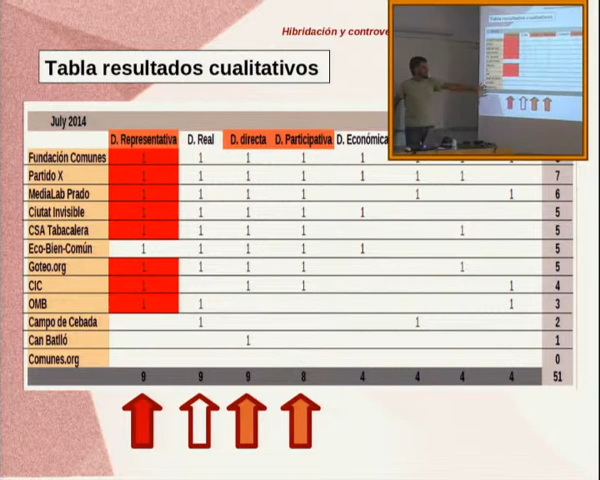 Hibridación y controve
Tabla resultados cualitativos
July 2014
D. Representativa D. Real D. directa D. Participativa D. Económica
Fundación Comunes 1 1 1 1 1
Partido X 1 1 1 1 1 1 1 7
MediaLab Prado 1 1 1 1 1 1 6
Ciutat Invisible 1 1 1 1 1 5
CSA Tabacalera 1 1 1 1 1 5
Eco-Bien-Común 1 1 1 1 1 5
Goteo.org 1 1 1 1 1 5
CIC 1 1 1 1 4
OMB 1 1 1 3
Campo de Cebada 1 1 2
Can Batlló 1 1
Comunes.org 0
9 9 9 8 4 4 4 4 51
Tabla resultados cualitativos